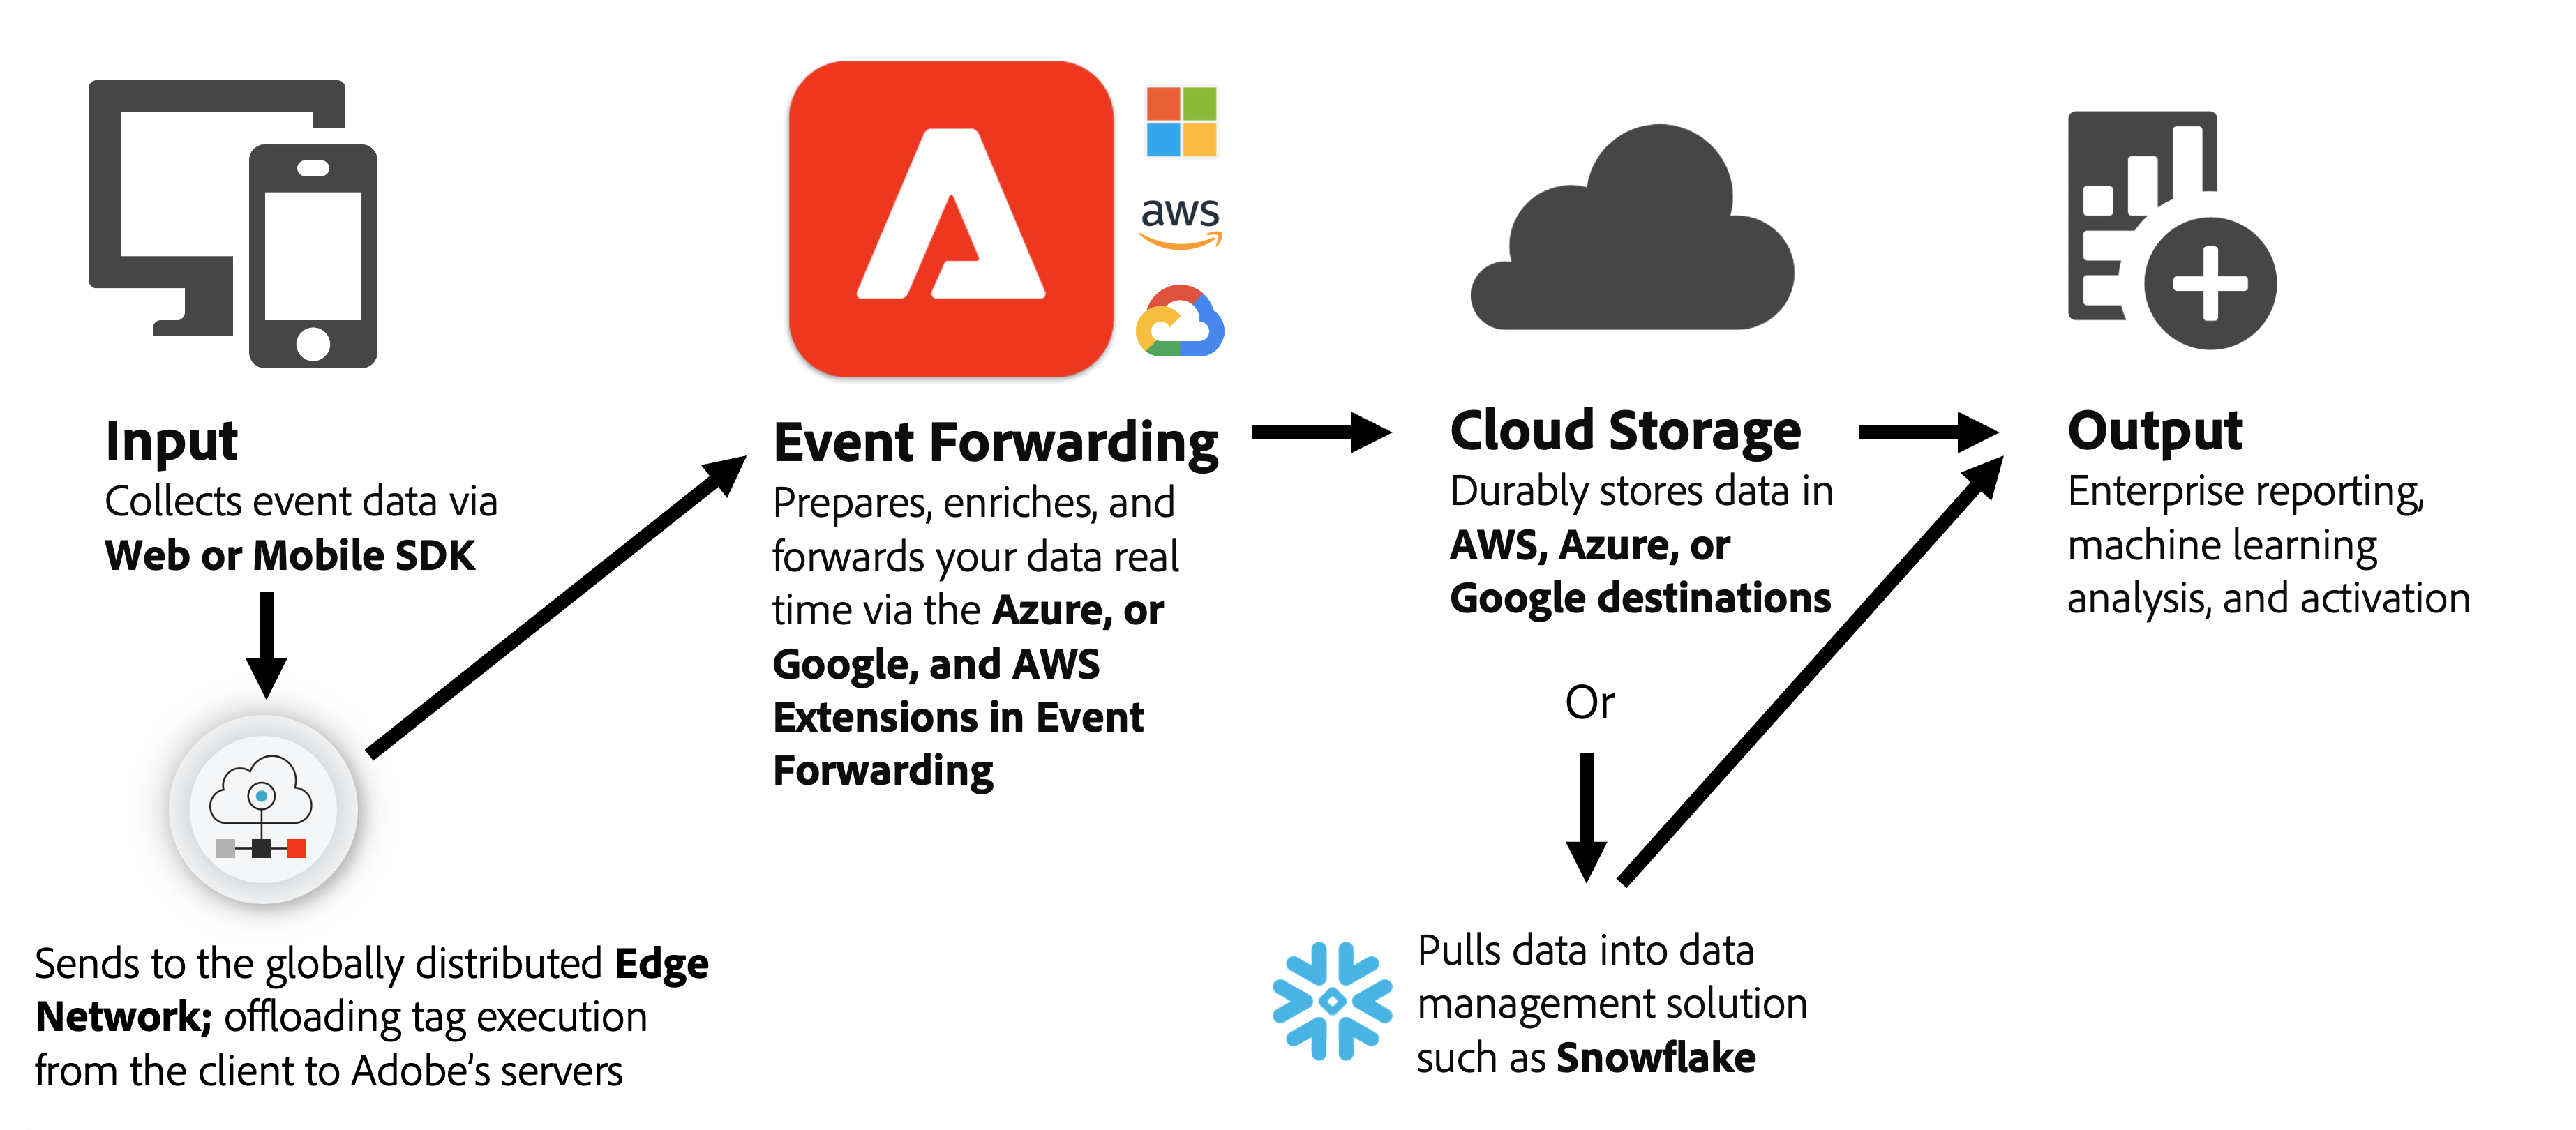 Input
Collects event data via
Web or Mobile SDK
Sends to the globally distributed Edge
Network; offloading tag execution
from the client to Adobe's servers
aws
Event Forwarding
Prepares, enriches, and
forwards your data real
time via the Azure, or
Google, and AWS
Extensions in Event
Forwarding
Cloud Storage
Durably stores data in
AWS, Azure, or
Google destinations
Or
Pulls data into data
management solution
such as Snowflake
Output
Enterprise reporting,
machine learning
analysis, and activation